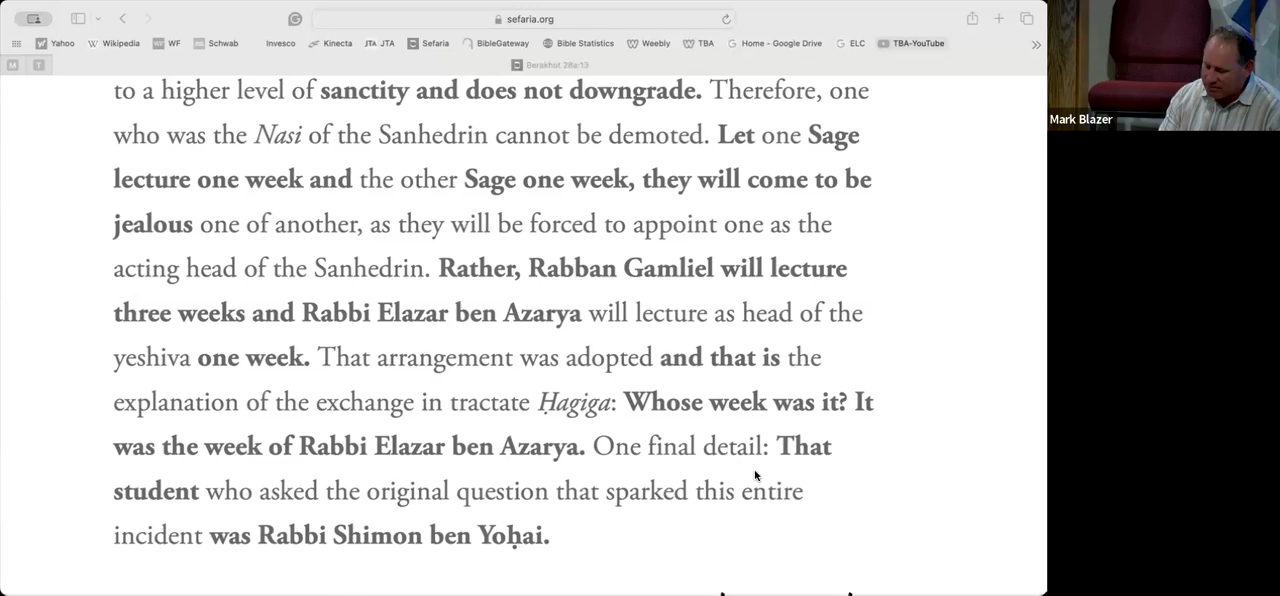 sefaria.org
Yahoo Wikipedia WF Schwab Invesco Kinecta JTA JTA Sefaria BibleGateway Bible Statistics Weebly TBA Home - Google Drive ELC TBA-YouTube
M T Berakhot 28a:13
to a higher level of sanctity and does not downgrade. Therefore, one
who was the Nasi of the Sanhedrin cannot be demoted. Let one Sage
lecture one week and the other Sage one week, they will come to be
jealous one of another, as they will be forced to appoint one as the
acting head of the Sanhedrin. Rather, Rabban Gamliel will lecture
three weeks and Rabbi Elazar ben Azarya will lecture as head of the
yeshiva one week. That arrangement was adopted and that is the
explanation of the exchange in tractate Ḥagiga: Whose week was it? It
was the week of Rabbi Elazar ben Azarya. One final detail: That
student who asked the original question that sparked this entire
incident was Rabbi Shimon ben Yoḥai.
Mark Blazer